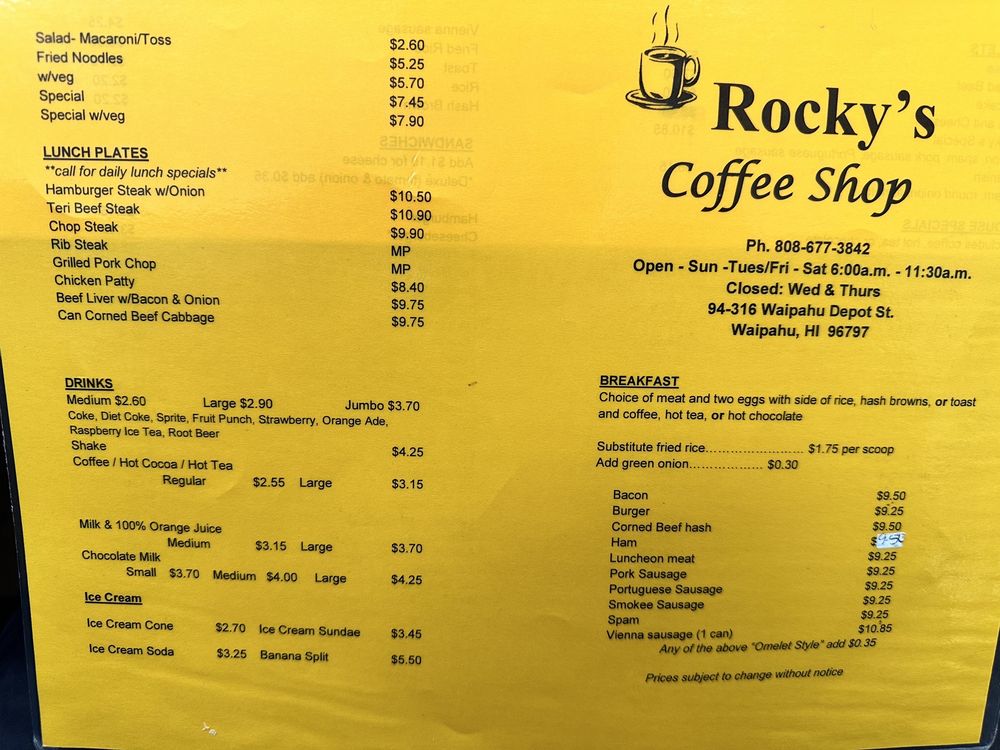 Salad- Macaroni/Toss $2.60
Fried Noodles $5.25
w/veg $5.70
Special $7.45
Special w/veg $7.90
LUNCH PLATES
**call for daily lunch specials**
Hamburger Steak w/Onion $10.50
Teri Beef Steak $10.90
Chop Steak $9.90
Rib Steak MP
Grilled Pork Chop MP
Chicken Patty $8.40
Beef Liver w/Bacon & Onion $9.75
Can Corned Beef Cabbage $9.75
DRINKS
Medium $2.60 Large $2.90 Jumbo $3.70
Coke, Diet Coke, Sprite, Fruit Punch, Strawberry, Orange Ade,
Raspberry Ice Tea, Root Beer
Shake $4.25
Coffee / Hot Cocoa / Hot Tea
Regular $2.55 Large $3.15
Milk & 100% Orange Juice
Medium $3.15 Large $3.70
Chocolate Milk
Small $3.70 Medium $4.00 Large $4.25
Ice Cream
Ice Cream Cone $2.70 Ice Cream Sundae $3.45
Ice Cream Soda $3.25 Banana Split $5.50
Rocky's
Coffee Shop
Ph. 808-677-3842
Open - Sun -Tues/Fri - Sat 6:00a.m. - 11:30a.m.
Closed: Wed & Thurs
94-316 Waipahu Depot St.
Waipahu, HI 96797
BREAKFAST
Choice of meat and two eggs with side of rice, hash browns, or toast
and coffee, hot tea, or hot chocolate
Substitute fried rice........................ $1.75 per scoop
Add green onion.................. $0.30
Bacon $9.50
Burger $9.25
Corned Beef hash $9.50
Ham
Luncheon meat $9.25
Pork Sausage $9.25
Portuguese Sausage $9.25
Smokee Sausage $9.25
Spam $9.25
Vienna sausage (1 can) $10.85
Any of the above "Omelet Style" add $0.35
Prices subject to change without notice